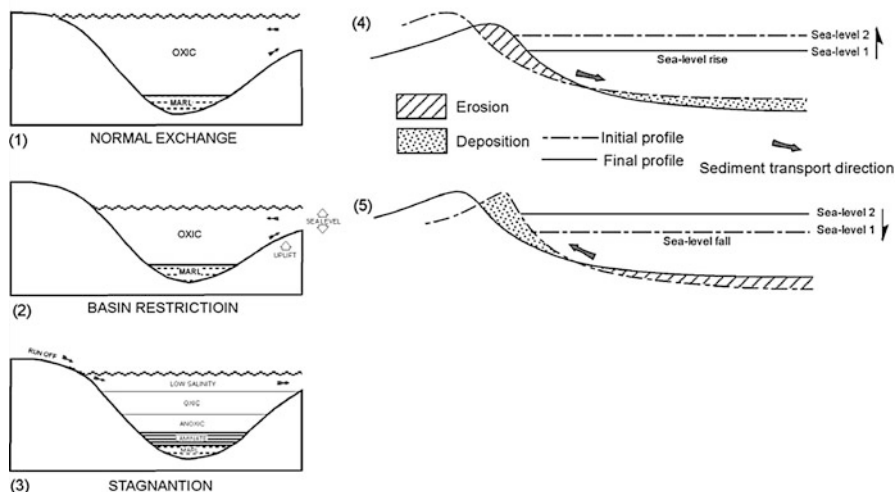 OXIC
MARL
(1)
NORMAL EXCHANGE
OXIC
MARL
SEA LEVEL
UPLIFT
(2)
BASIN RESTRICTIOIN
RUN OFF
LOW SALINITY
OXIC
ANOXIC
MARL
(3)
STAGNANTION
(4)
Sea-level 2
Sea-level 1
Sea-level rise
Erosion
Deposition
Initial profile
Final profile
Sediment transport direction
(5)
Sea-level 2
Sea-level 1
Sea-level fall